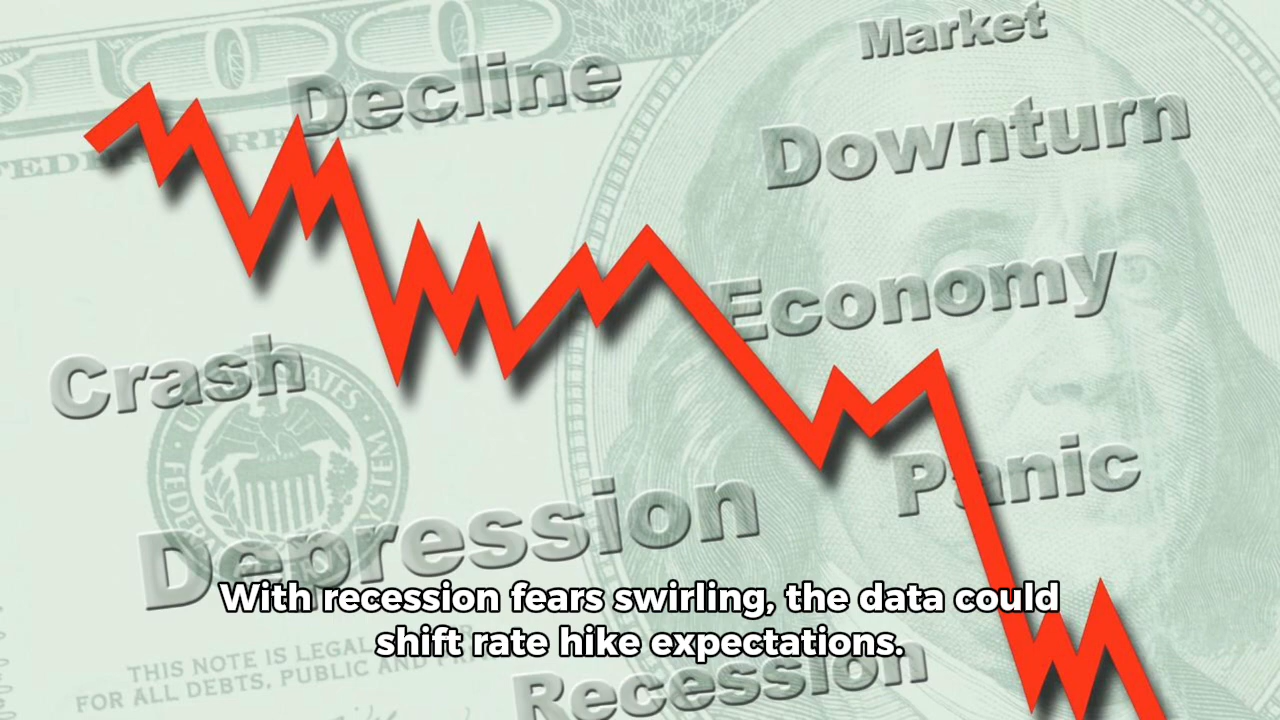 Market
Decline
Downturn
Economy
Crash
Panic
Depression
With recession fears swirling, the data could
shift rate hike expectations.
THIS NOTE IS LEGAL
FOR ALL DEBTS, PUBLIC AND PRI
Recession